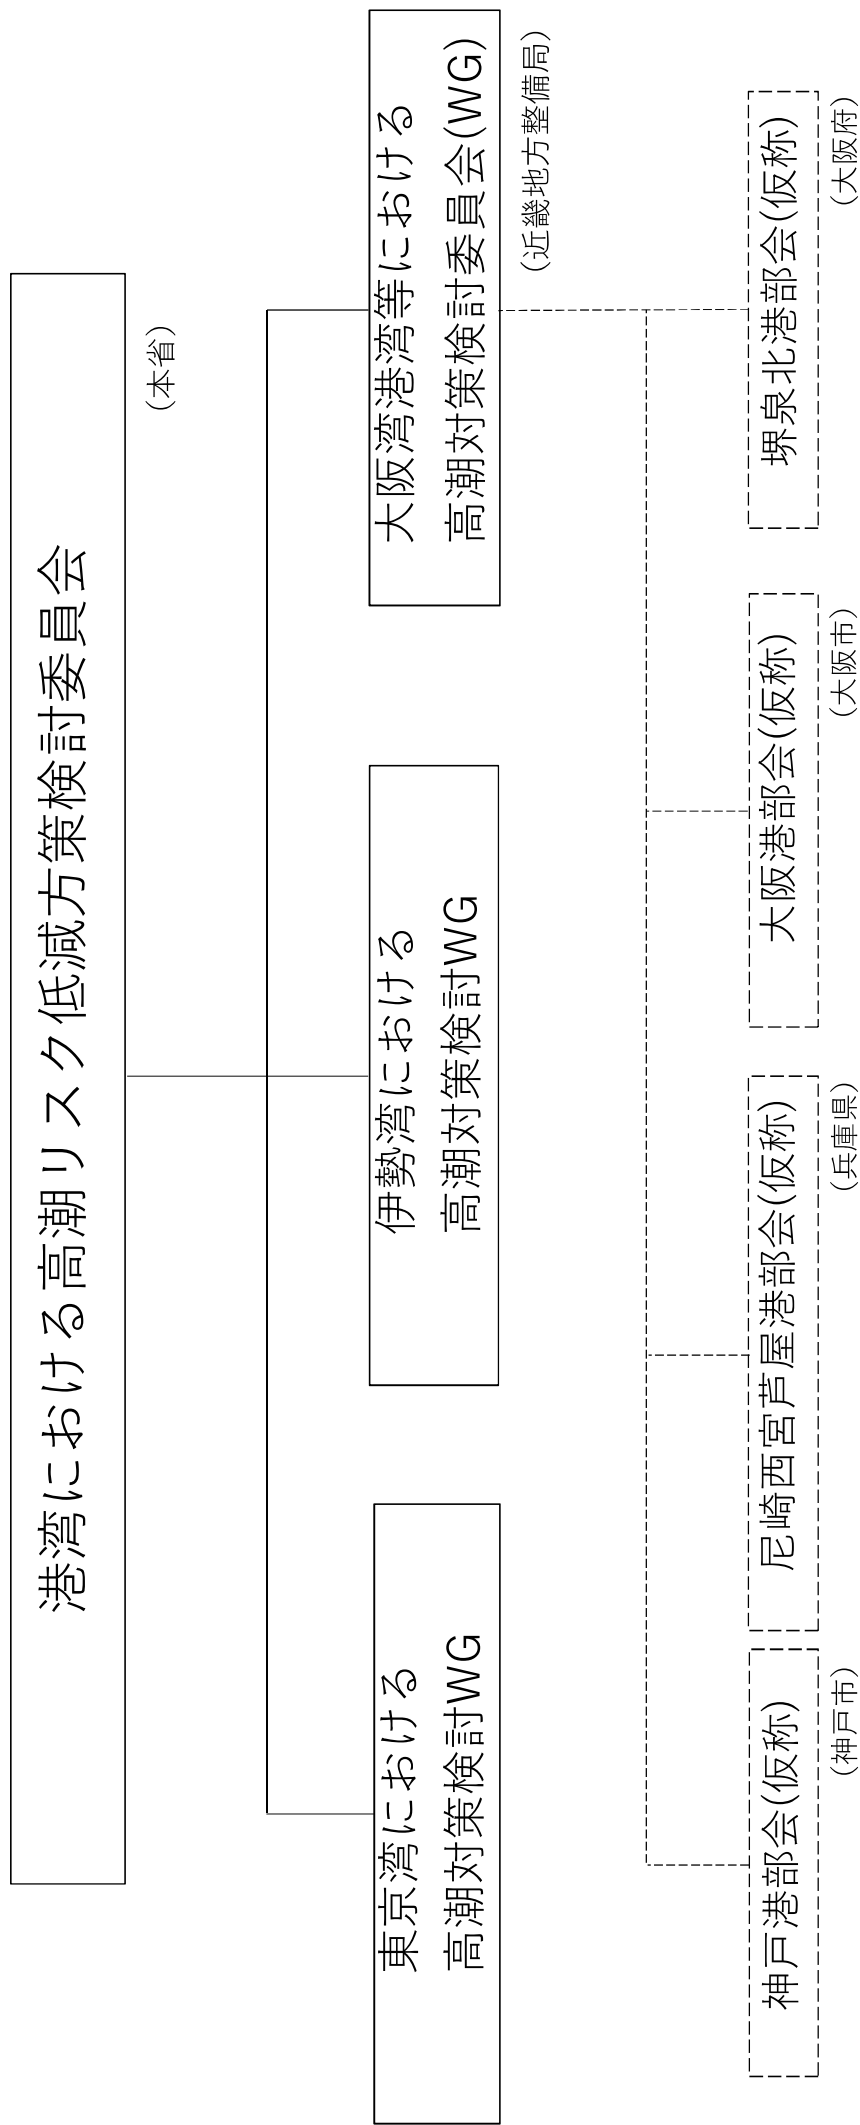 港湾における高潮リスク低減方策検討委員会
(本省)
東京湾における
高潮対策検討WG
伊勢湾における
高潮対策検討WG
大阪湾港湾等における
高潮対策検討委員会(WG)
(近畿地方整備局)
神戸港部会(仮称)
(神戸市)
尼崎西宮芦屋港部会(仮称)
(兵庫県)
大阪港部会(仮称)
(大阪市)
堺泉北港部会(仮称)
(大阪府)